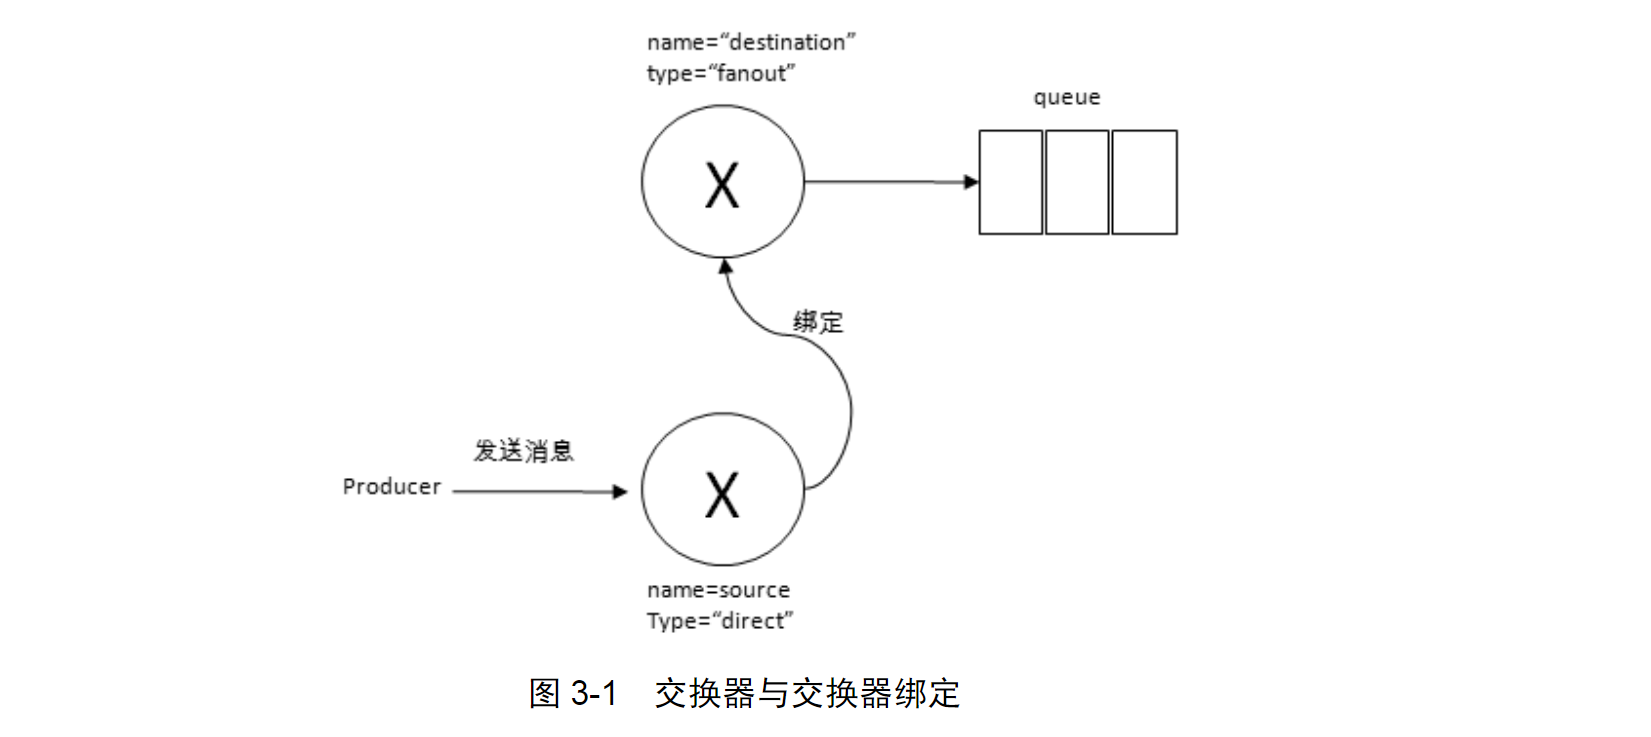 name=“destination”
type=“fanout”
queue
X
绑定
发送消息
Producer
X
name=source
Type=“direct”
图 3-1 交换器与交换器绑定